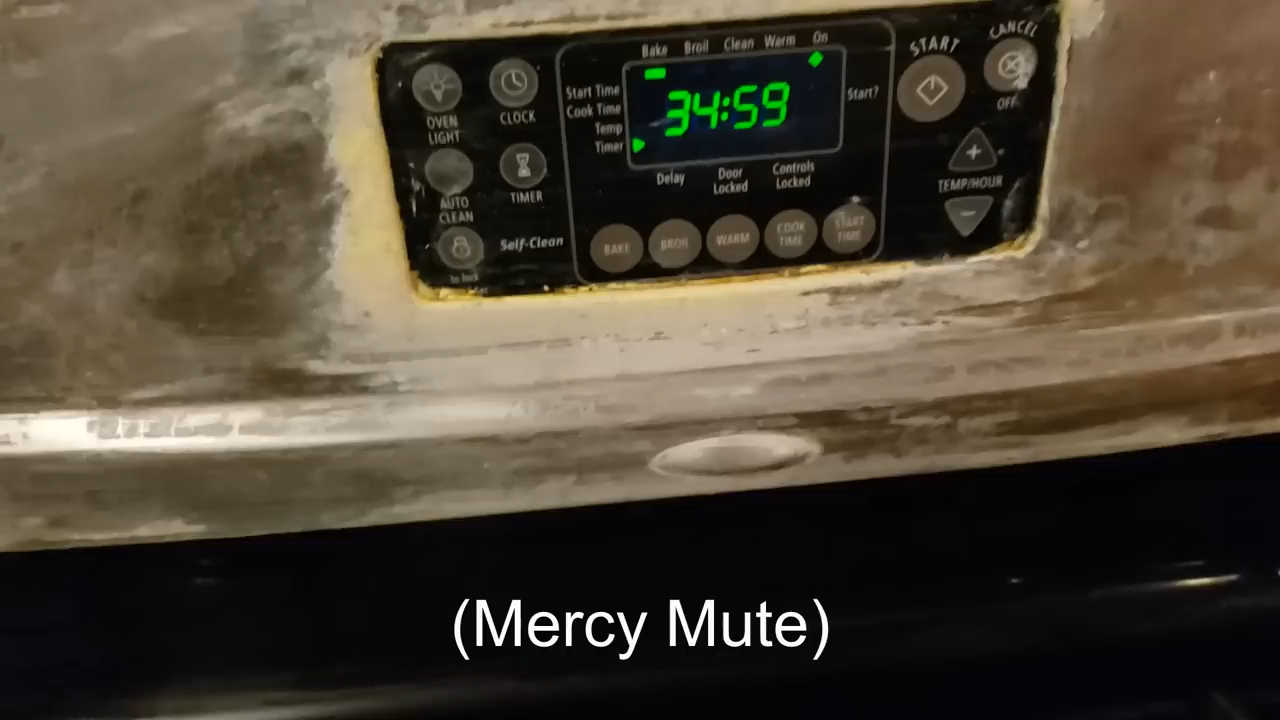 Bake Broil Clean Warm On
START
CANCEL
OVEN
LIGHT
CLOCK
Start Time
Cook Time
Temp
Timer
34:59
Start?
OFF
AUTO
CLEAN
TIMER
Delay
Door
Locked
Controls
Locked
TEMP/HOUR
Self-Clean
BAKE
BROIL
WARM
COOK
TIME
START
TIME
to lock
(Mercy Mute)